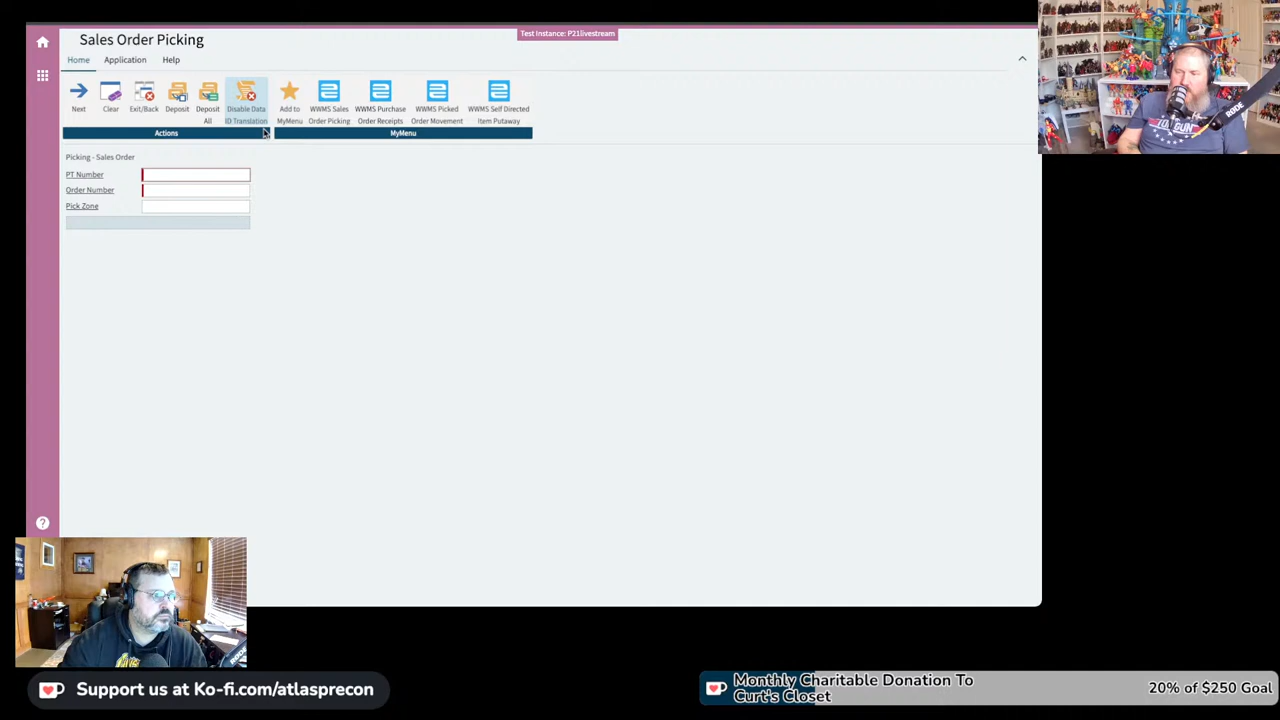 Sales Order Picking
Test Instance: P21livestream
Home
Application
Help
Next
Clear
Exit/Back
Deposit
Deposit
All
Disable Data
ID Translation
Add to
MyMenu
WWMS Sales
Order Picking
WWMS Purchase
Order Receipts
WWMS Picked
Order Movement
WWMS Self Directed
Item Putaway
Actions
MyMenu
Picking - Sales Order
PT Number
Order Number
Pick Zone
RODE
Support us at Ko-fi.com/atlasprecon
Monthly Charitable Donation To
Curt's Closet
20% of $250 Goal